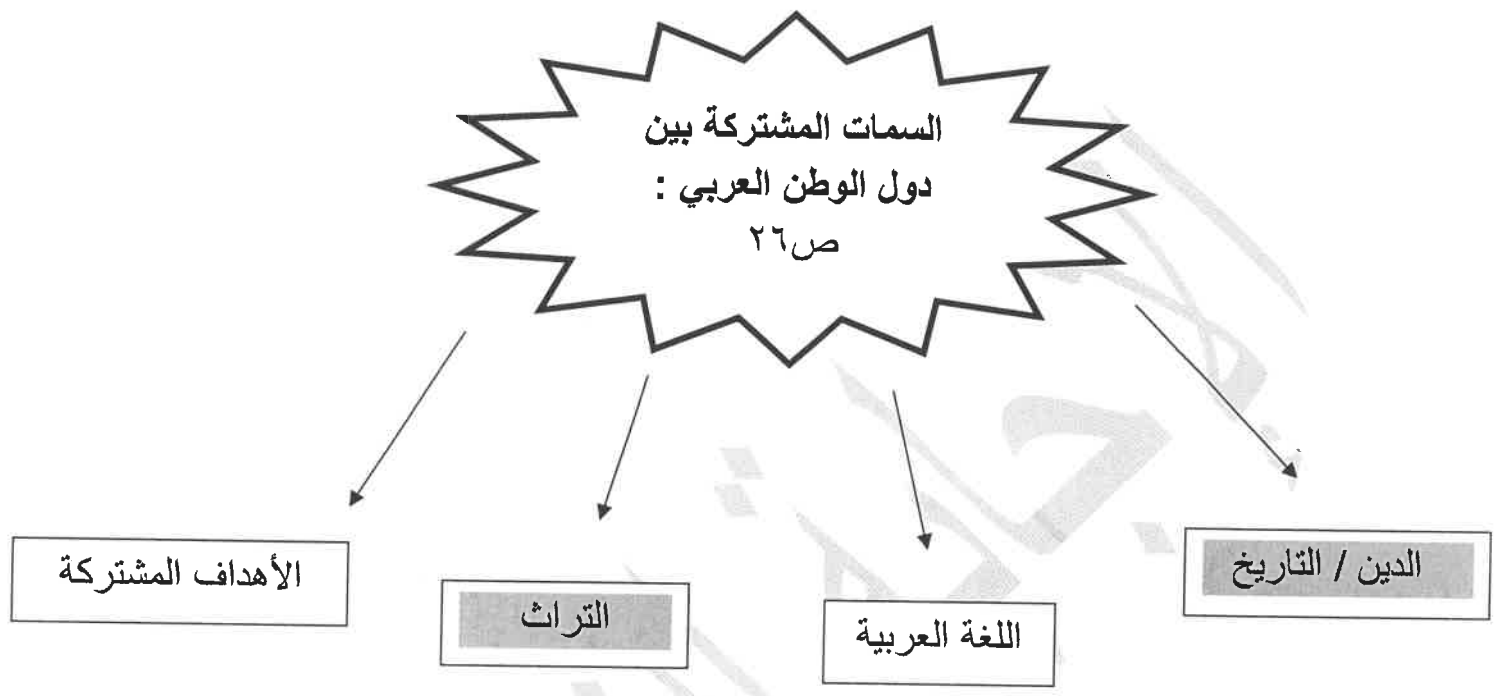 السمات المشتركة بين
دول الوطن العربي :
ص٢٦
الدين / التاريخ
اللغة العربية
التراث
الأهداف المشتركة